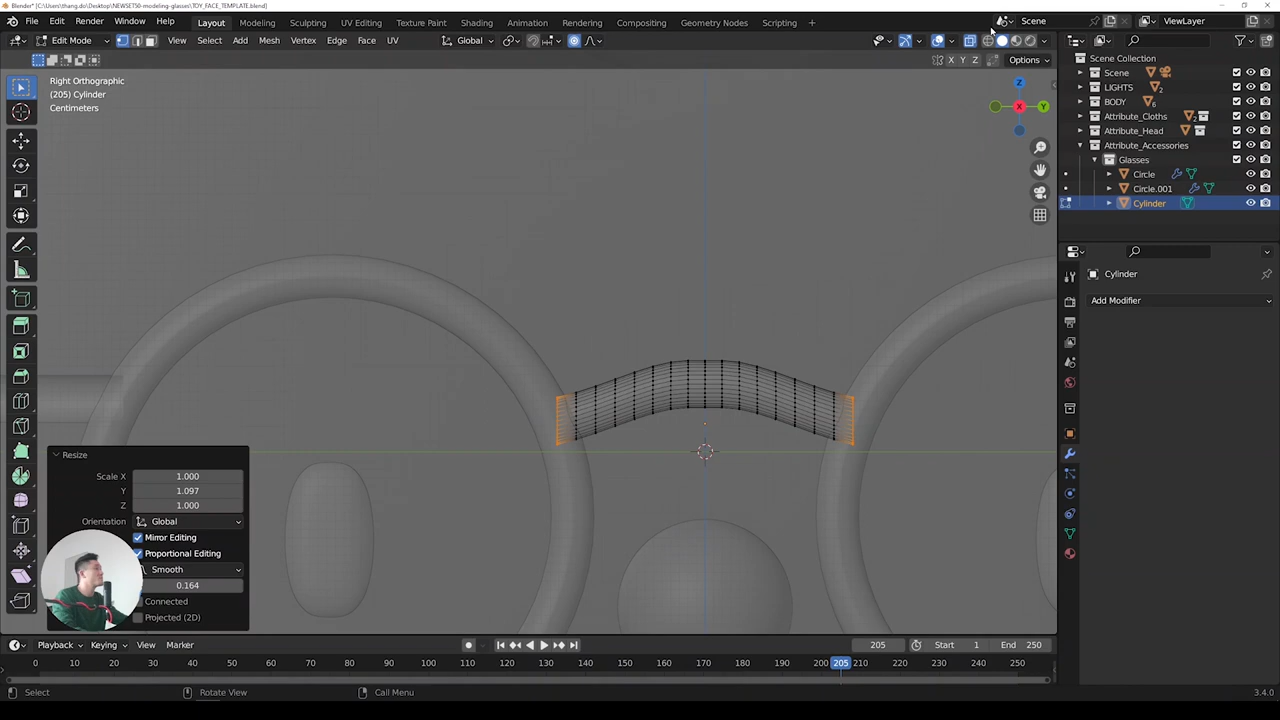 Blender* [C:\Users\thang.do\Desktop\NEWSET50-modeling-glasses\TOY_FACE_TEMPLATE.blend]
File Edit Render Window Help Layout Modeling Sculpting UV Editing Texture Paint Shading Animation Rendering Compositing Geometry Nodes Scripting + Scene ViewLayer
Edit Mode View Select Add Mesh Vertex Edge Face UV Global
X Y Z Options
Right Orthographic
(205) Cylinder
Centimeters
Z
X
Y
Scene Collection
Scene
LIGHTS 2
BODY 6
Attribute_Cloths 2
Attribute_Head
Attribute_Accessories
Glasses
Circle
Circle.001
Cylinder
Cylinder
Add Modifier
Resize
Scale X 1.000
Y 1.097
Z 1.000
Orientation Global
Mirror Editing
Proportional Editing
Smooth
0.164
Connected
Projected (2D)
Playback Keying View Marker 205 Start 1 End 250
0 10 20 30 40 50 60 70 80 90 100 110 120 130 140 150 160 170 180 190 200 205 210 220 230 240 250
Select Rotate View Call Menu 3.4.0